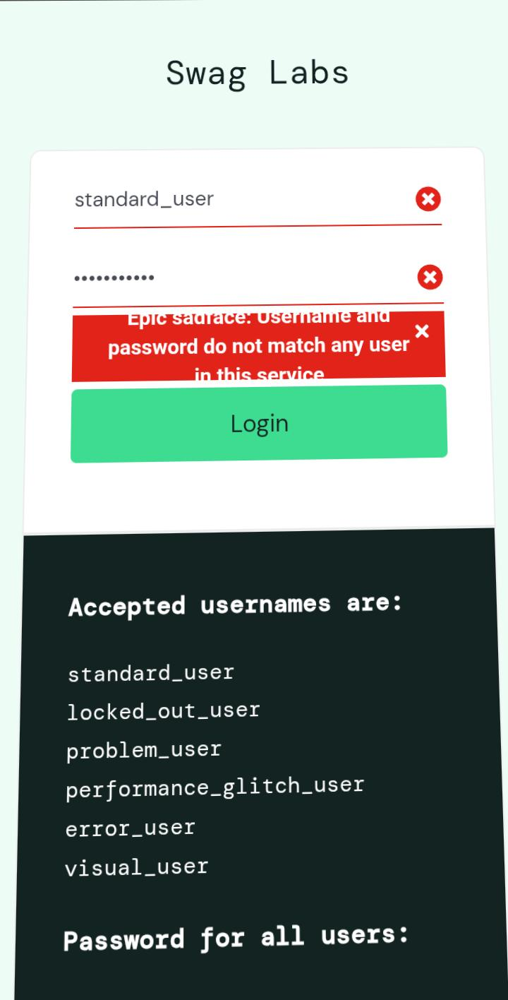 Swag Labs
standard_user
•••••••••••
Epic sadface: Username and
password do not match any user
in this service
Login
Accepted usernames are:
standard_user
locked_out_user
problem_user
performance_glitch_user
error_user
visual_user
Password for all users: